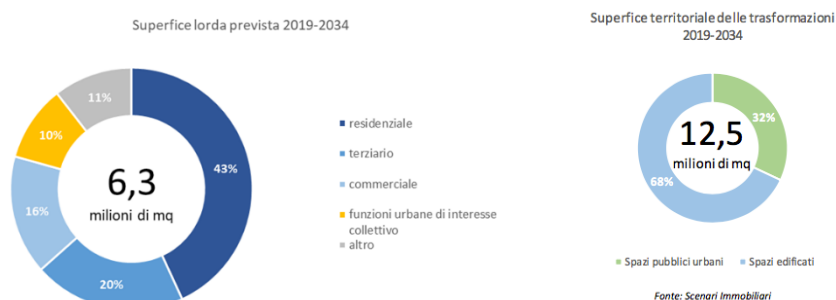 Superfice lorda prevista 2019-2034
11%
10%
43%
6,3
milioni di mq
16%
20%
residenziale
terziario
commerciale
funzioni urbane di interesse
collettivo
altro
Superfice territoriale delle trasformazioni
2019-2034
32%
12,5
milioni di mq
68%
Spazi pubblici urbani
Spazi edificati
Fonte: Scenari Immobiliari